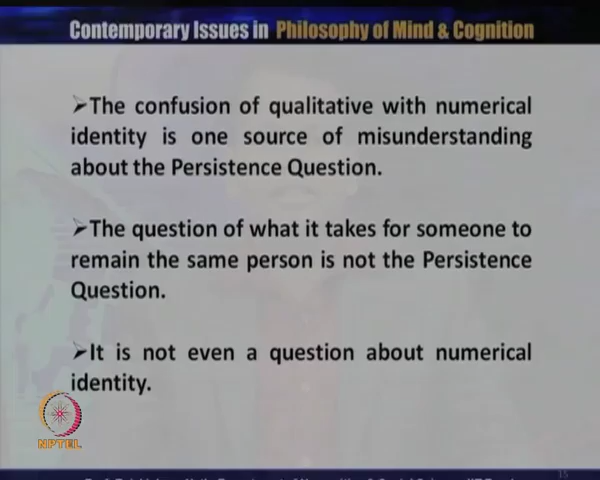 Contemporary Issues in Philosophy of Mind & Cognition
➢The confusion of qualitative with numerical
identity is one source of misunderstanding
about the Persistence Question.
➢The question of what it takes for someone to
remain the same person is not the Persistence
Question.
➢It is not even a question about numerical
identity.
NPTEL
15